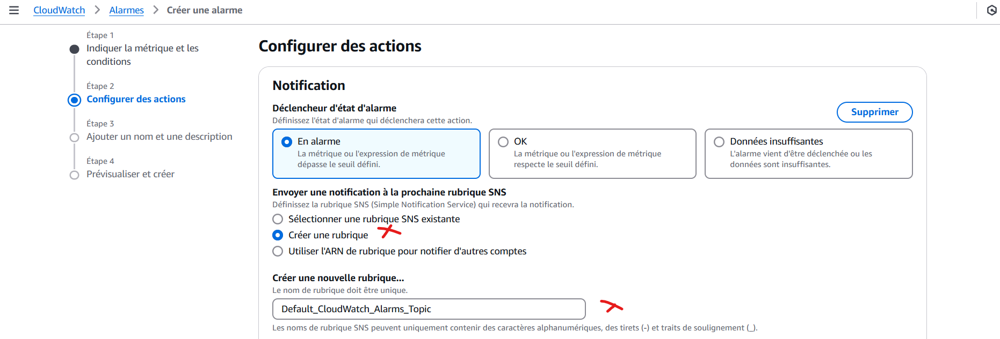 CloudWatch > Alarmes > Créer une alarme
Étape 1
Indiquer la métrique et les
conditions
Étape 2
Configurer des actions
Étape 3
Ajouter un nom et une description
Étape 4
Prévisualiser et créer
Configurer des actions
Notification
Déclencheur d'état d'alarme
Définissez l'état d'alarme qui déclenchera cette action.
Supprimer
En alarme
La métrique ou l'expression de métrique
dépasse le seuil défini.
OK
La métrique ou l'expression de métrique
respecte le seuil défini.
Données insuffisantes
L'alarme vient d'être déclenchée ou les
données sont insuffisantes.
Envoyer une notification à la prochaine rubrique SNS
Définissez la rubrique SNS (Simple Notification Service) qui recevra la notification.
Sélectionner une rubrique SNS existante
Créer une rubrique
Utiliser l'ARN de rubrique pour notifier d'autres comptes
Créer une nouvelle rubrique...
Le nom de rubrique doit être unique.
Default_CloudWatch_Alarms_Topic
Les noms de rubrique SNS peuvent uniquement contenir des caractères alphanumériques, des tirets (-) et traits de soulignement (_).